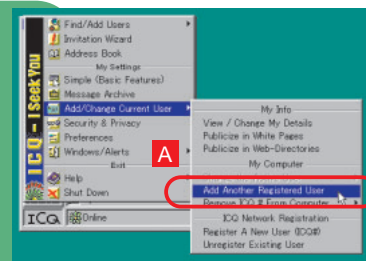 Find/Add Users
Invitation Wizard
Address Book
My Settings
Simple (Basic Features)
Message Archive
Add/Change Current User
Security & Privacy
Preferences
Windows/Alerts
Exit
Help
Shut Down
ICQ - I Seek You
A
My Info
View / Change My Details
Publicize in White Pages
Publicize in Web-Directories
My Computer
Add Another Registered User
Remove ICQ # From Computer
ICQ Network Registration
Register A New User (ICQ#)
Unregister Existing User
ICQ
Online